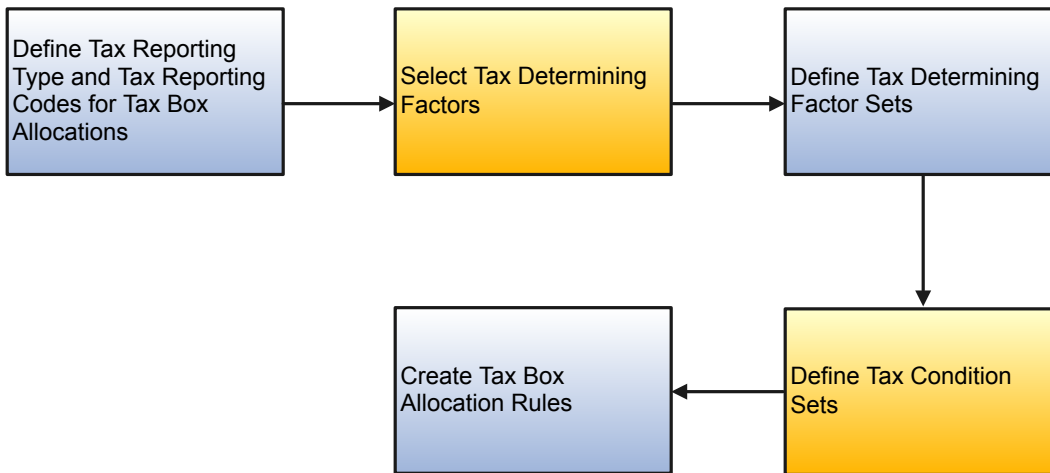 Define Tax Reporting
Type and Tax Reporting
Codes for Tax Box
Allocations
Select Tax Determining
Factors
Define Tax Determining
Factor Sets
Define Tax Condition
Sets
Create Tax Box
Allocation Rules